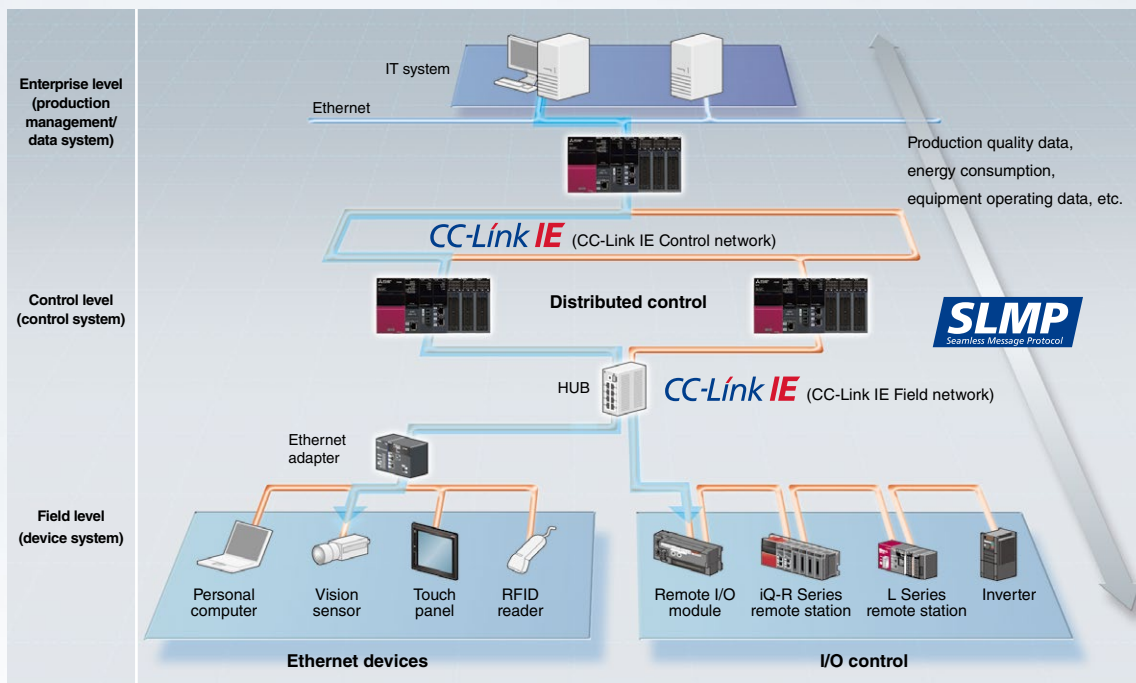 Enterprise level
(production
management/
data system)
IT system
Ethernet
Production quality data,
energy consumption,
equipment operating data, etc.
CC-Link IE (CC-Link IE Control network)
Control level
(control system)
Distributed control
SLMP
Seamless Message Protocol
HUB
CC-Link IE (CC-Link IE Field network)
Ethernet
adapter
Field level
(device system)
Personal
computer
Vision
sensor
Touch
panel
RFID
reader
Remote I/O
module
iQ-R Series
remote station
L Series
remote station
Inverter
Ethernet devices
I/O control